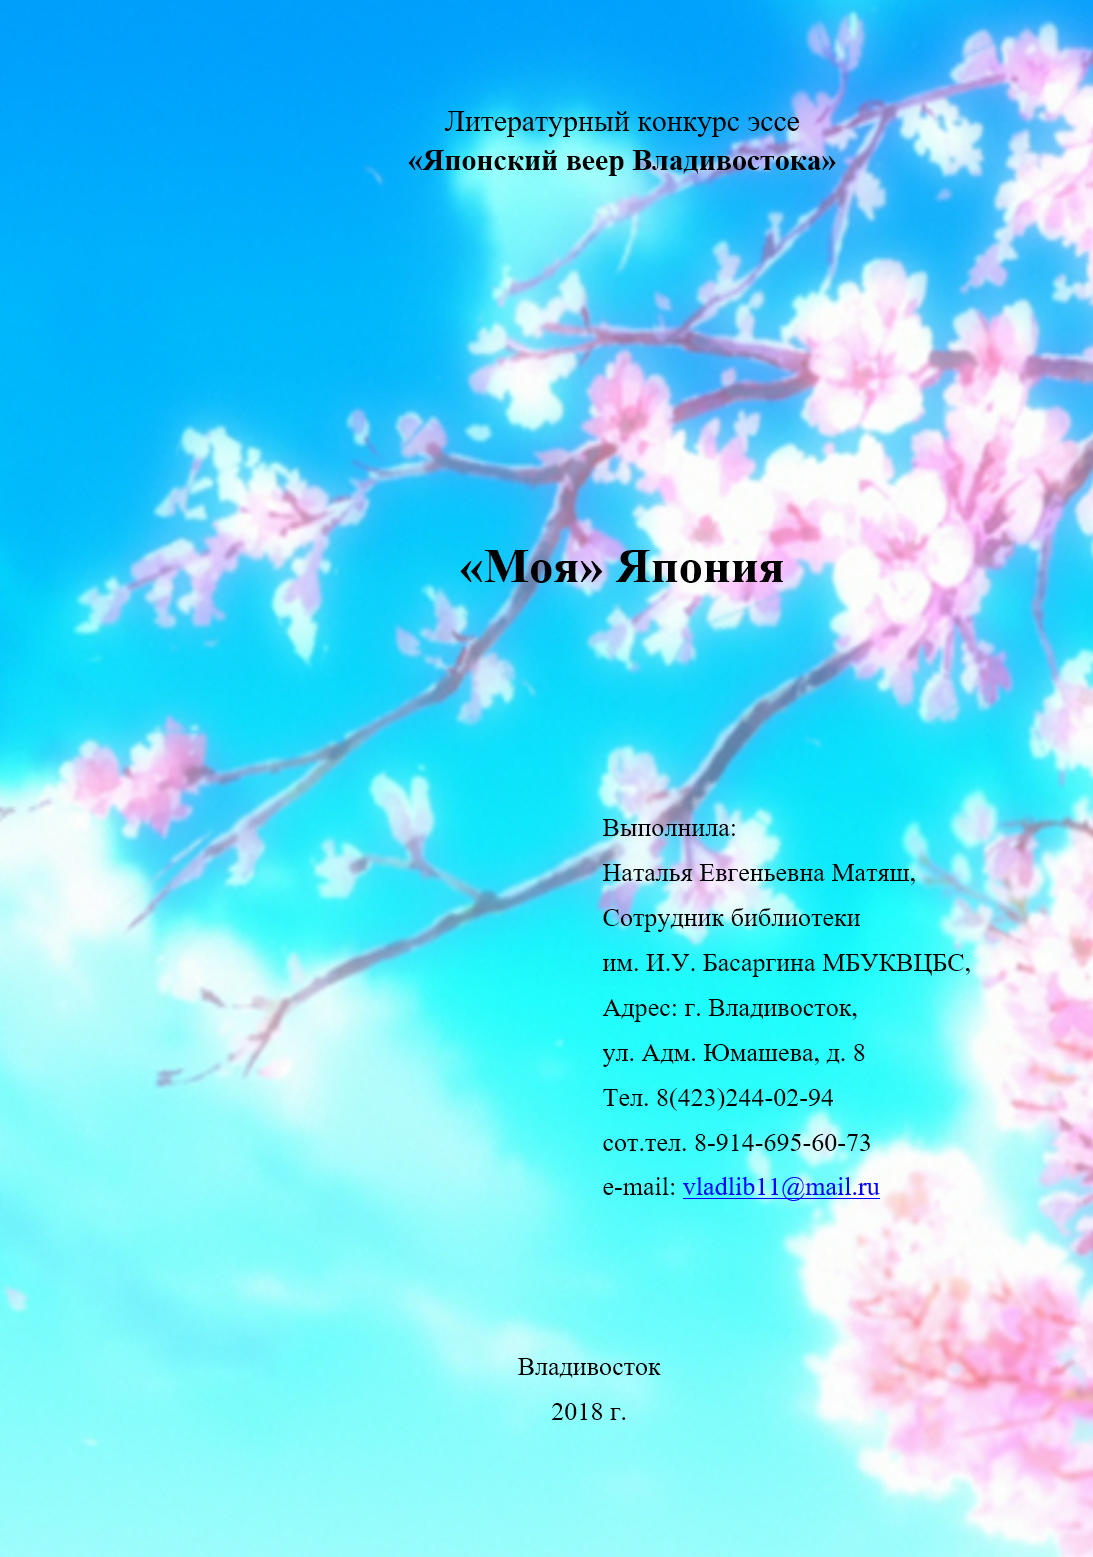 Литературный конкурс эссе
«Японский веер Владивостока»
«Моя» Япония
Выполнила:
Наталья Евгеньевна Матяш,
Сотрудник библиотеки
им. И.У. Басаргина МБУКВЦБС,
Адрес: г. Владивосток,
ул. Адм. Юмашева, д. 8
Тел. 8(423)244-02-94
сот.тел. 8-914-695-60-73
e-mail: vladlib11@mail.ru
Владивосток
2018 г.